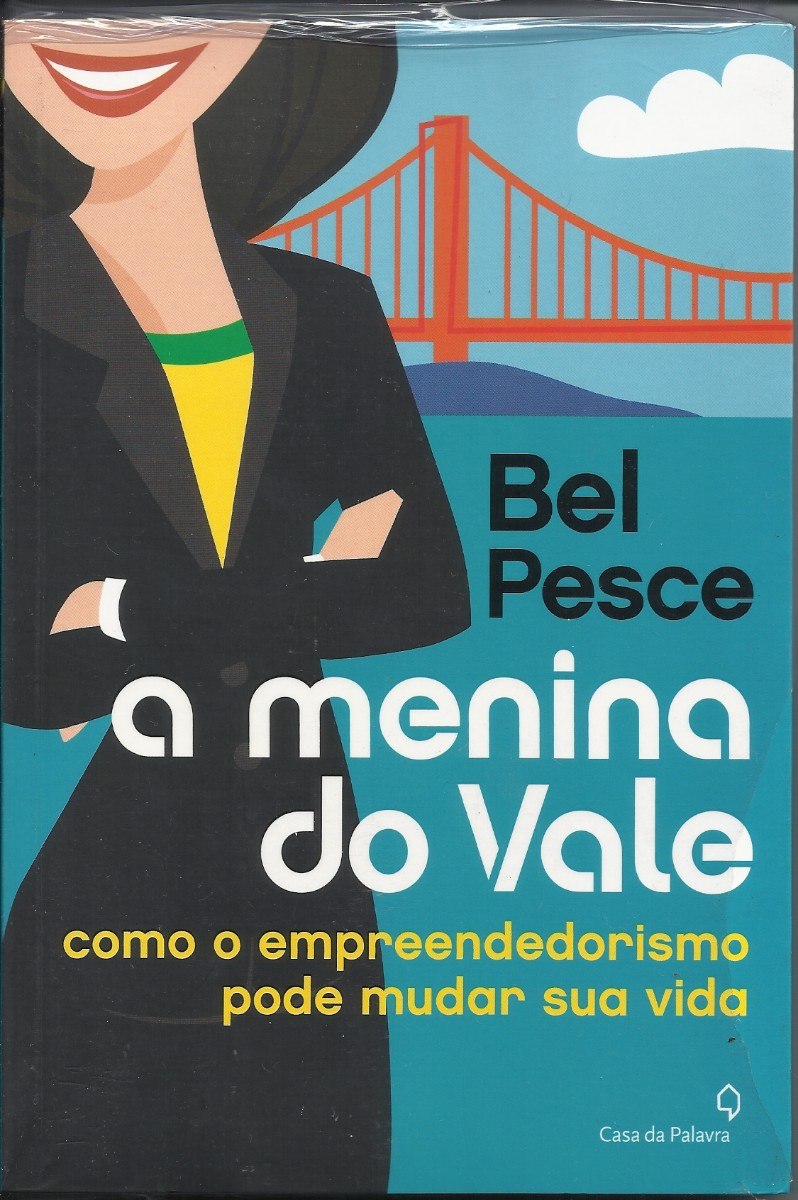 Bel
Pesce
a menina
do Vale
como o empreendedorismo
pode mudar sua vida
Casa da Palavra